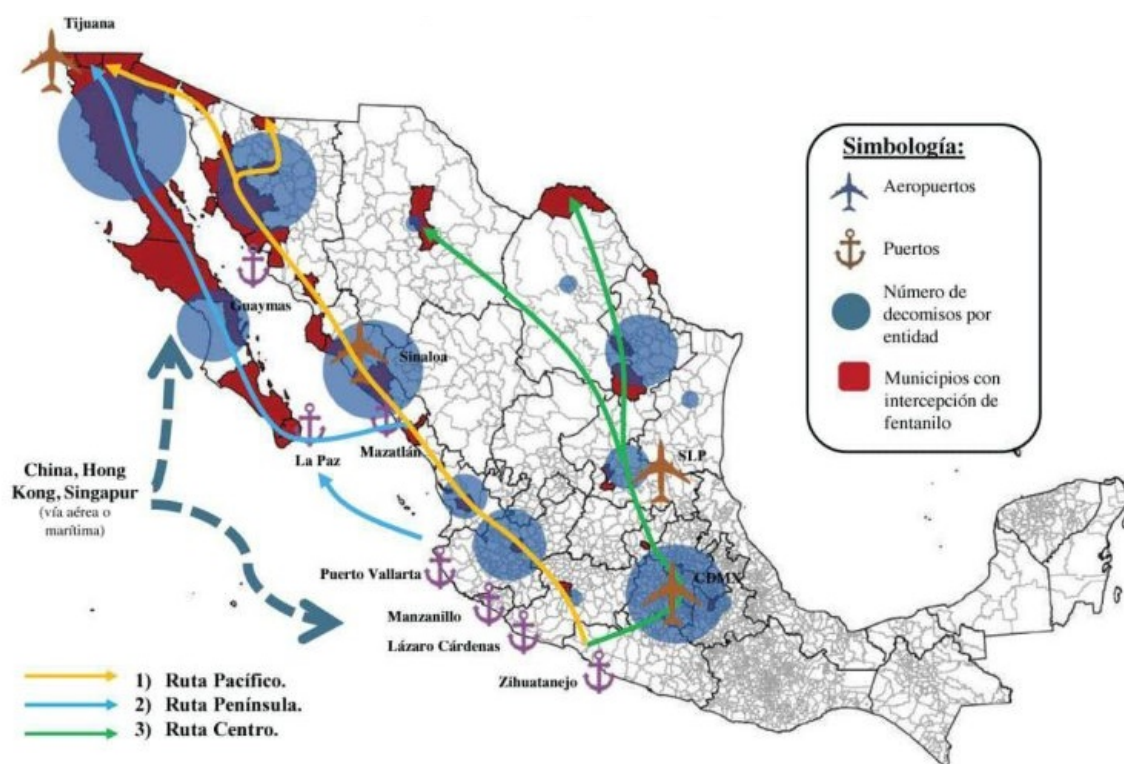 Tijuana
Simbología:
Aeropuertos
Puertos
Número de
decomisos por
entidad
Municipios con
intercepción de
fentanilo
Guaymas
Sinaloa
La Paz
Mazatlán
SLP
China, Hong
Kong, Singapur
(vía aérea o
marítima)
Puerto Vallarta
CDMX
Manzanillo
Lázaro Cárdenas
Zihuatanejo
1) Ruta Pacífico.
2) Ruta Península.
3) Ruta Centro.